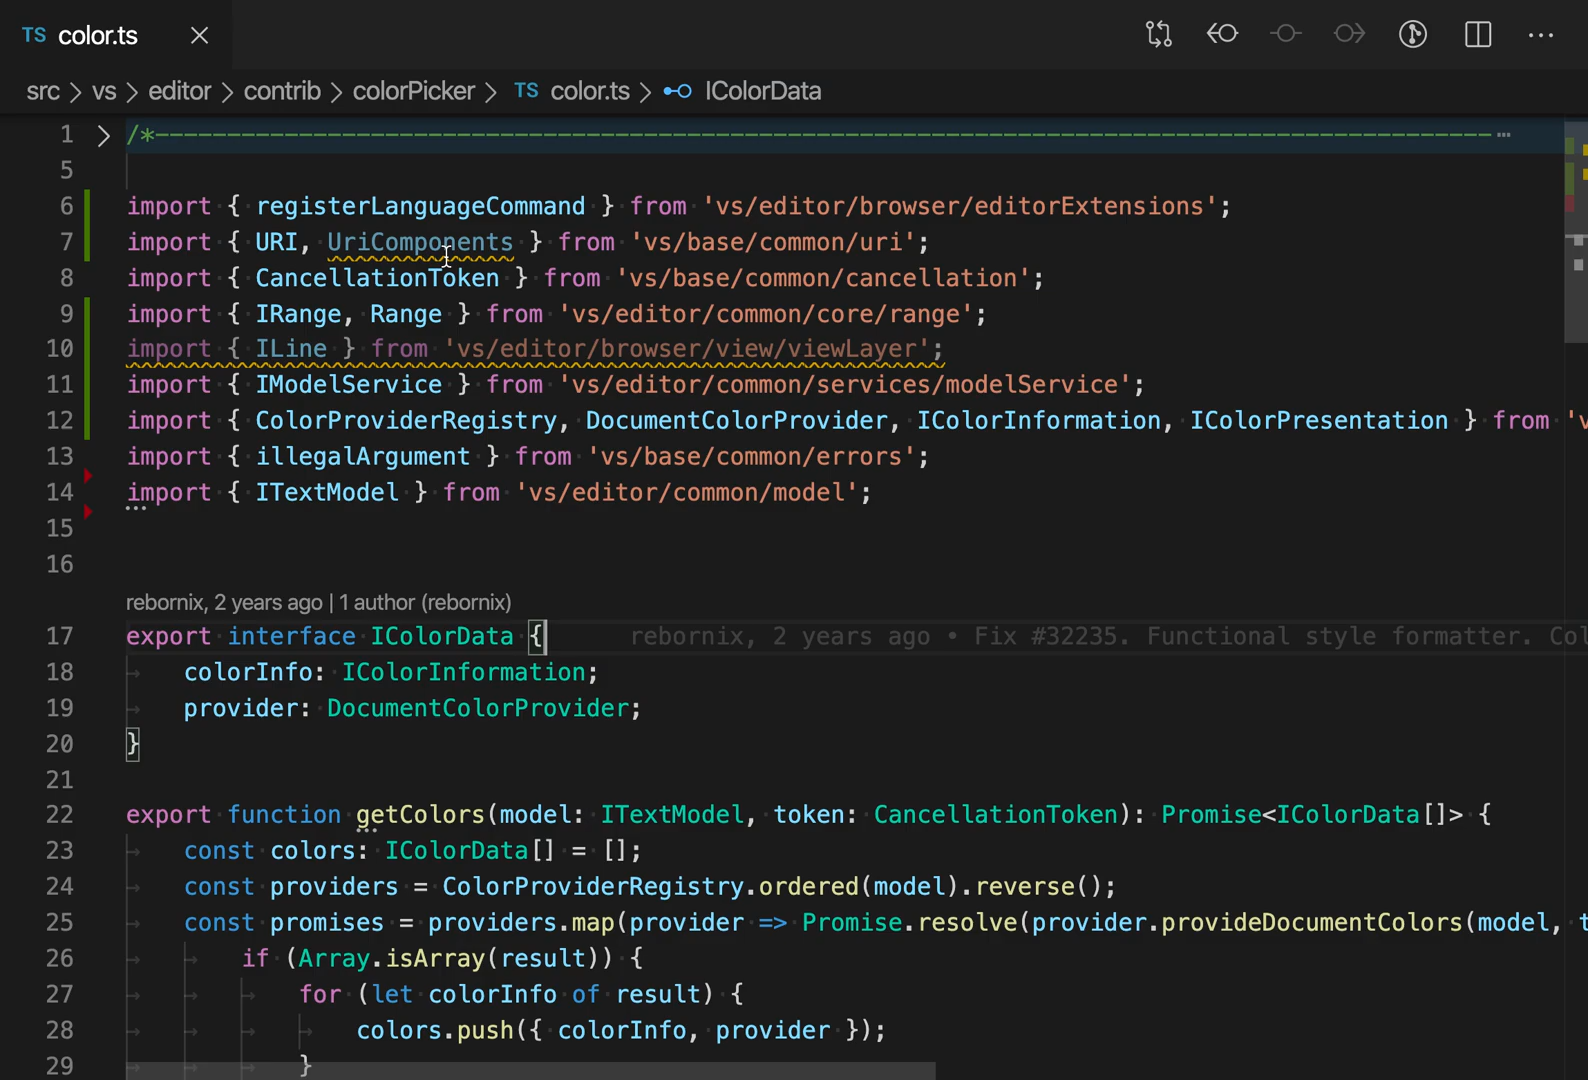 TS color.ts
src > vs > editor > contrib > colorPicker > TS color.ts > IColorData
1 /*---------------------------------------------------------------------------------------------...
5
6 import { registerLanguageCommand } from 'vs/editor/browser/editorExtensions';
7 import { URI, UriComponents } from 'vs/base/common/uri';
8 import { CancellationToken } from 'vs/base/common/cancellation';
9 import { IRange, Range } from 'vs/editor/common/core/range';
10 import { ILine } from 'vs/editor/browser/view/viewLayer';
11 import { IModelService } from 'vs/editor/common/services/modelService';
12 import { ColorProviderRegistry, DocumentColorProvider, IColorInformation, IColorPresentation } from 'v
13 import { illegalArgument } from 'vs/base/common/errors';
14 import { ITextModel } from 'vs/editor/common/model';
15
16
rebornix, 2 years ago | 1 author (rebornix)
17 export interface IColorData { rebornix, 2 years ago • Fix #32235. Functional style formatter. Col
18 colorInfo: IColorInformation;
19 provider: DocumentColorProvider;
20 }
21
22 export function getColors(model: ITextModel, token: CancellationToken): Promise<IColorData[]> {
23 const colors: IColorData[] = [];
24 const providers = ColorProviderRegistry.ordered(model).reverse();
25 const promises = providers.map(provider => Promise.resolve(provider.provideDocumentColors(model, t
26 if (Array.isArray(result)) {
27 for (let colorInfo of result) {
28 colors.push({ colorInfo, provider });
29 }